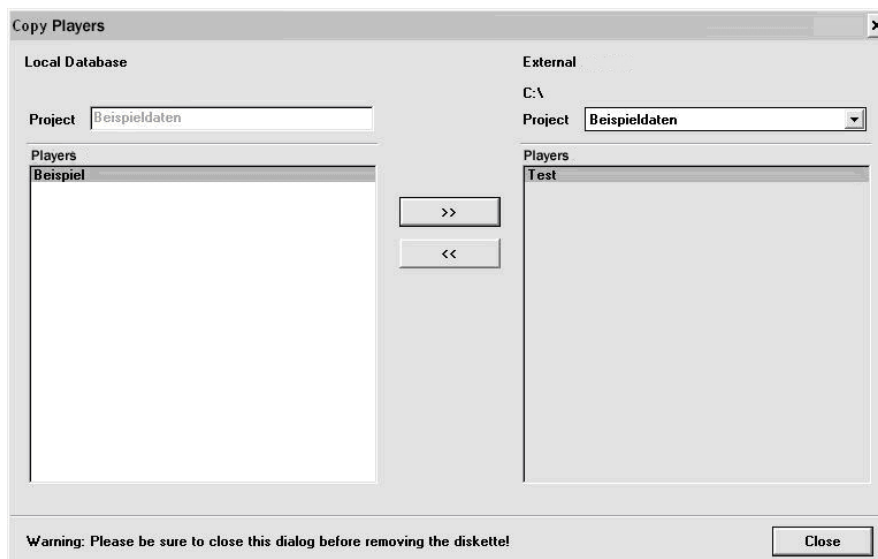 Copy Players
Local Database
Project Beispieldaten
Players
Beispiel
>>
<<
External
C:\
Project Beispieldaten
Players
Test
Warning: Please be sure to close this dialog before removing the diskette!
Close